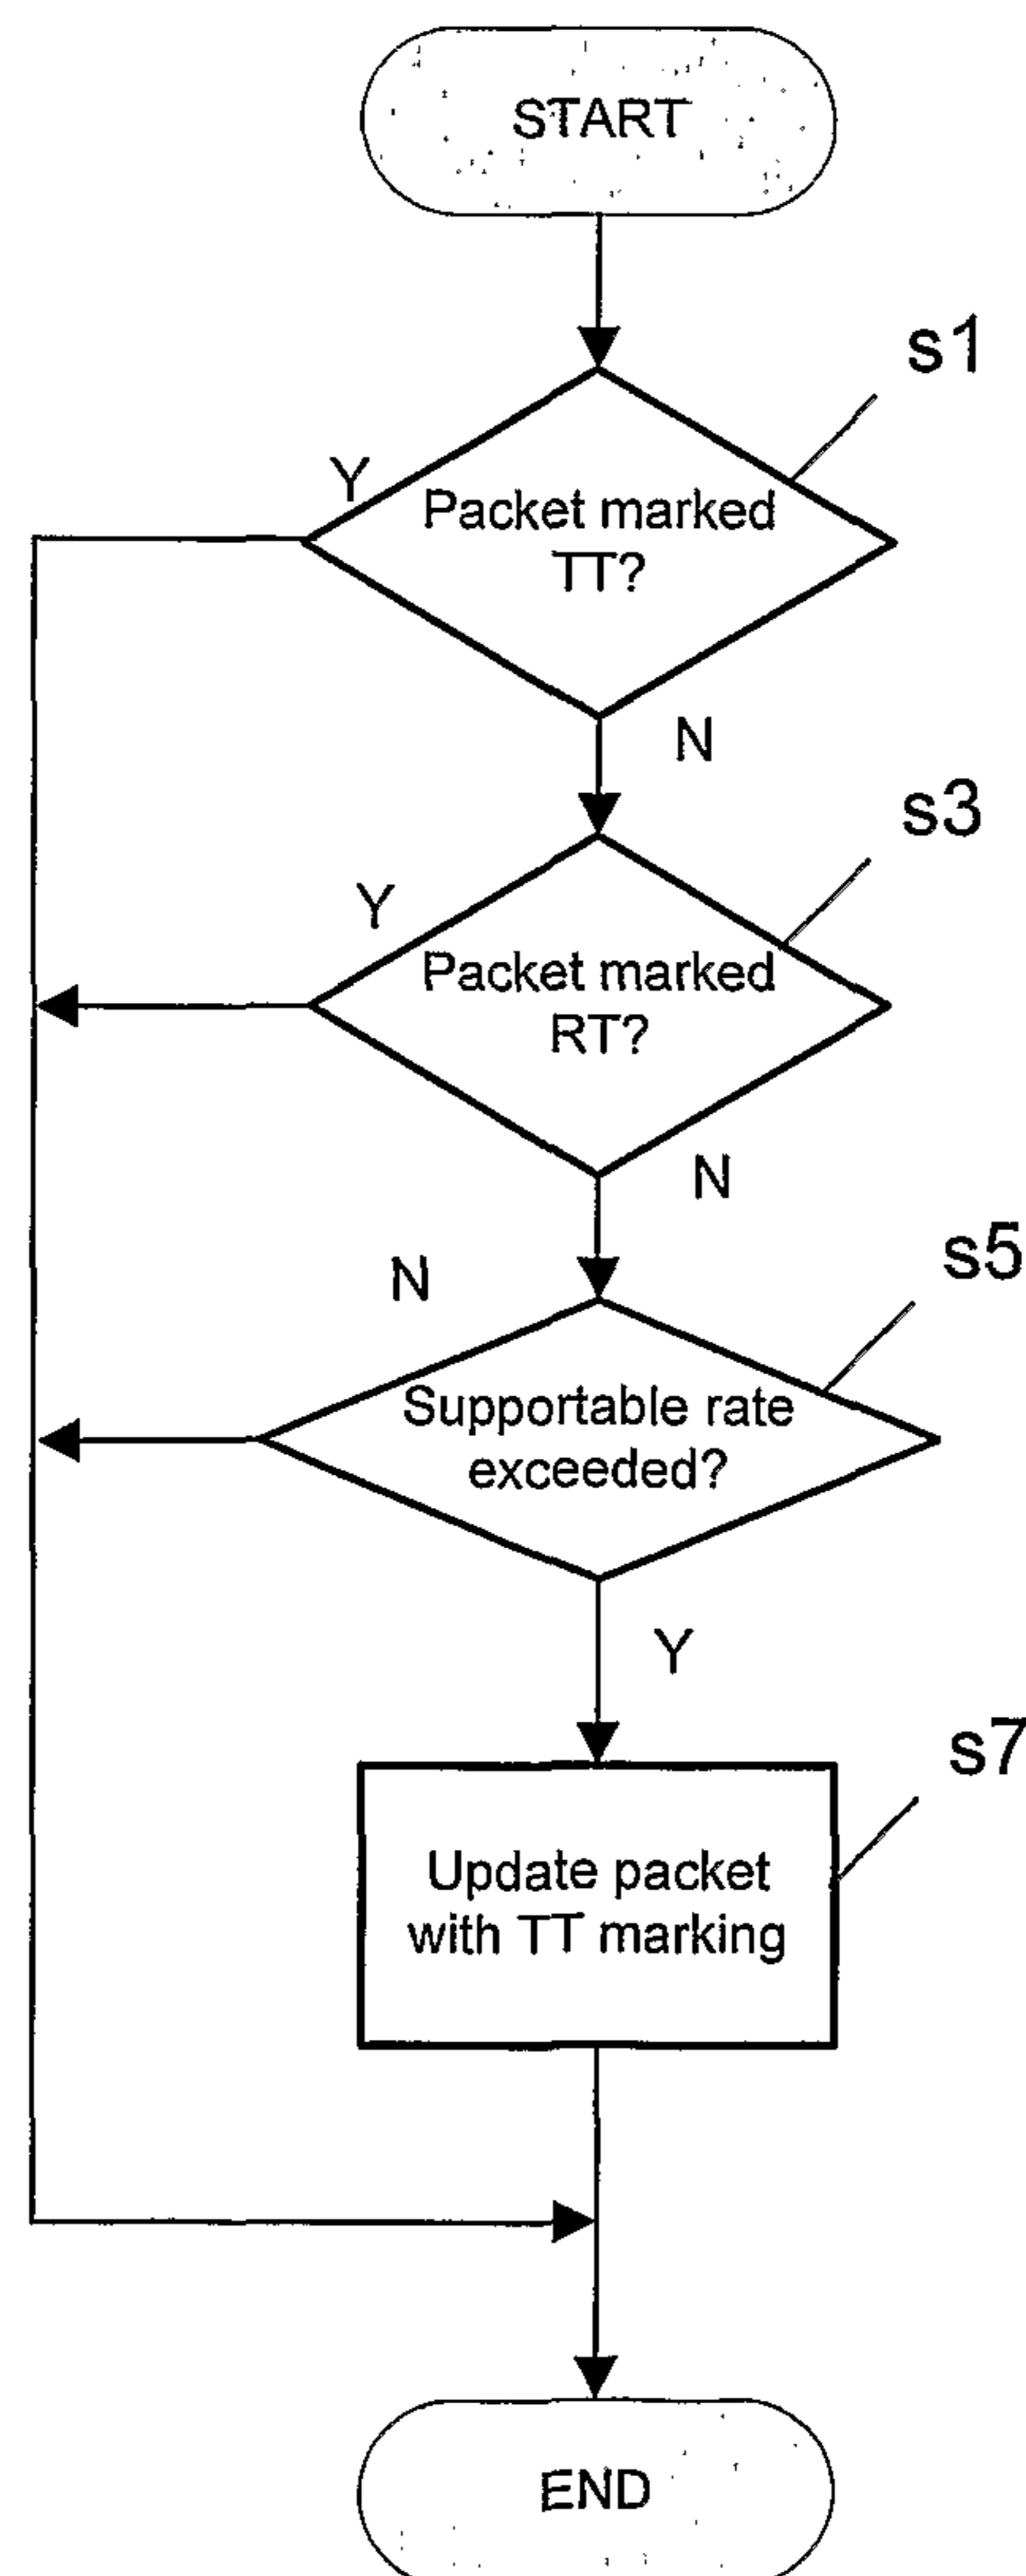 START
s1
Y
Packet marked
TT?
N
s3
Y
Packet marked
RT?
N
N
s5
Supportable rate
exceeded?
Y
s7
Update packet
with TT marking
END